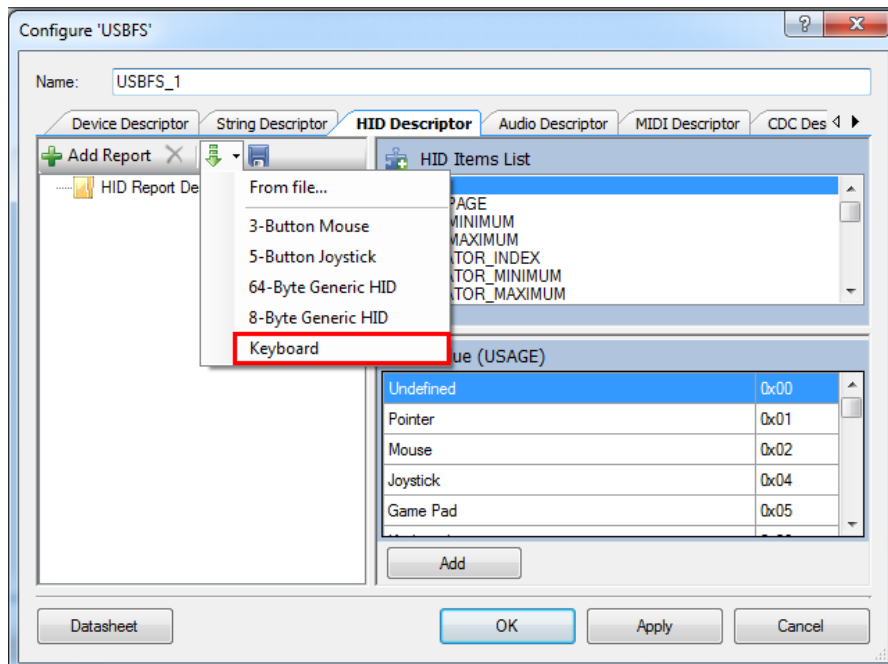 Configure 'USBFS'
Name: USBFS_1
Device Descriptor String Descriptor HID Descriptor Audio Descriptor MIDI Descriptor CDC Des
Add Report
HID Items List
HID Report De
From file...
3-Button Mouse
5-Button Joystick
64-Byte Generic HID
8-Byte Generic HID
Keyboard
PAGE
MINIMUM
MAXIMUM
TOR_INDEX
TOR_MINIMUM
TOR_MAXIMUM
ue (USAGE)
Undefined 0x00
Pointer 0x01
Mouse 0x02
Joystick 0x04
Game Pad 0x05
Add
Datasheet OK Apply Cancel